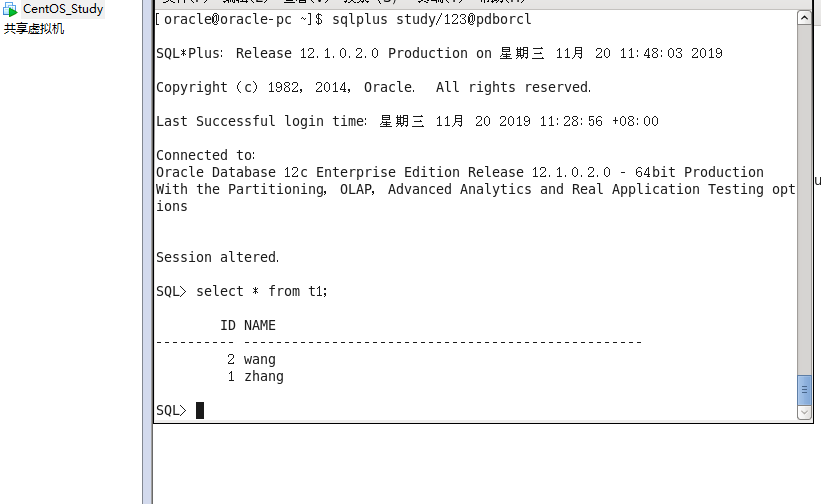 CentOS_Study
共享虚拟机
[oracle@oracle-pc ~]$ sqlplus study/123@pdborcl
SQL*Plus: Release 12.1.0.2.0 Production on 星期三 11月 20 11:48:03 2019
Copyright (c) 1982, 2014, Oracle.  All rights reserved.
Last Successful login time: 星期三 11月 20 2019 11:28:56 +08:00
Connected to:
Oracle Database 12c Enterprise Edition Release 12.1.0.2.0 - 64bit Production
With the Partitioning, OLAP, Advanced Analytics and Real Application Testing opt
ions
Session altered.
SQL> select * from t1;
ID NAME
---------- --------------------------------------------------
2 wang
1 zhang
SQL>
u